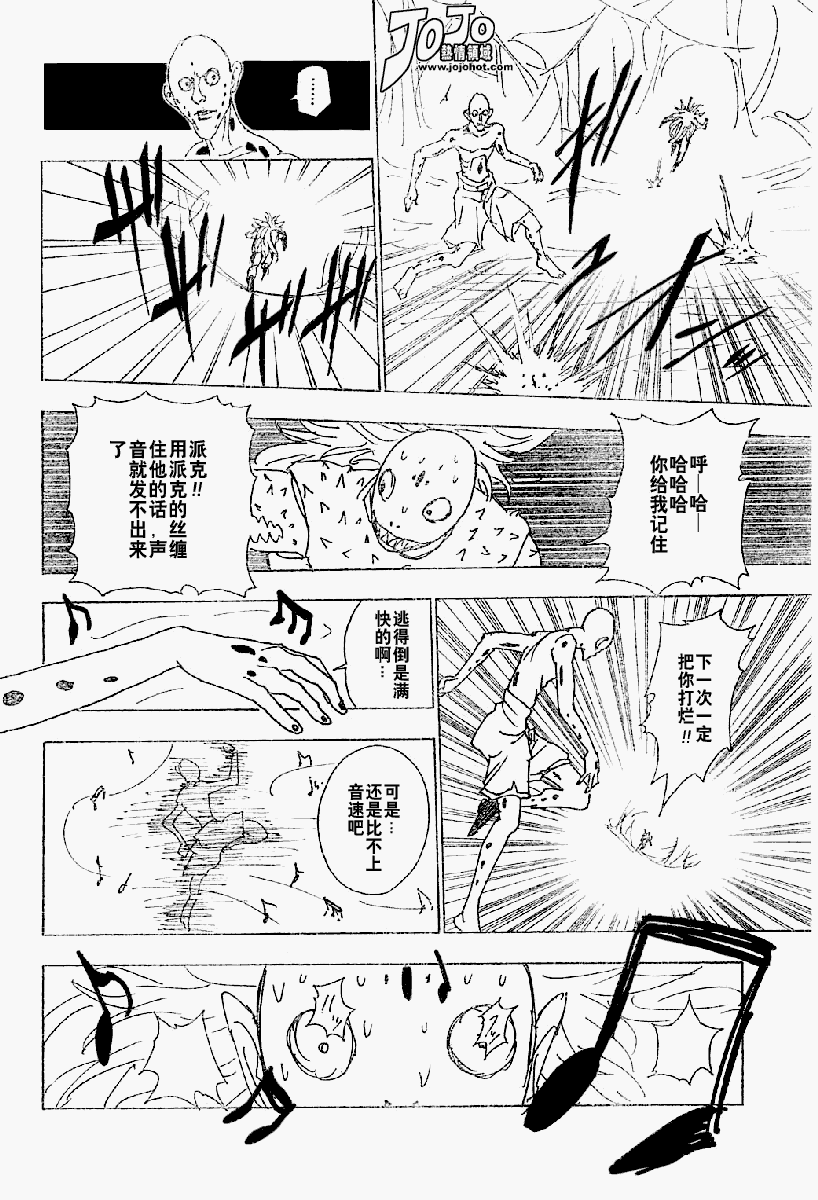 JOJO
熱情領域
www.jojohot.com
……
呼—哈—
哈哈哈
你给我记住
派克!!
用派克的丝缠
住他的话，声
音就发不出来
了
下一次一定
把你打烂!!
逃得倒是满
快的啊…
可是…
还是比不上
音速吧